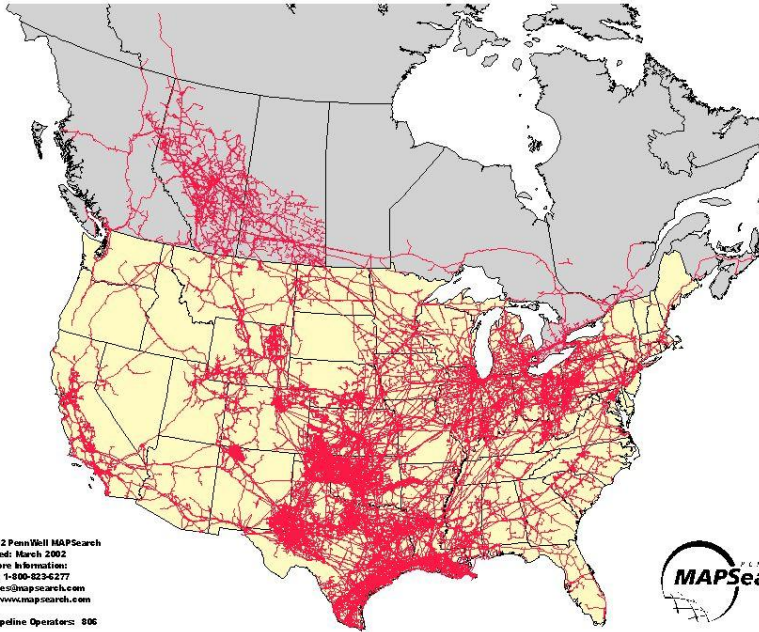 2 PennWell MAPSearch
ed: March 2002
ore Information:
1-800-823-6277
es@mapsearch.com
www.mapsearch.com
peline Operators: 806
MAPSea